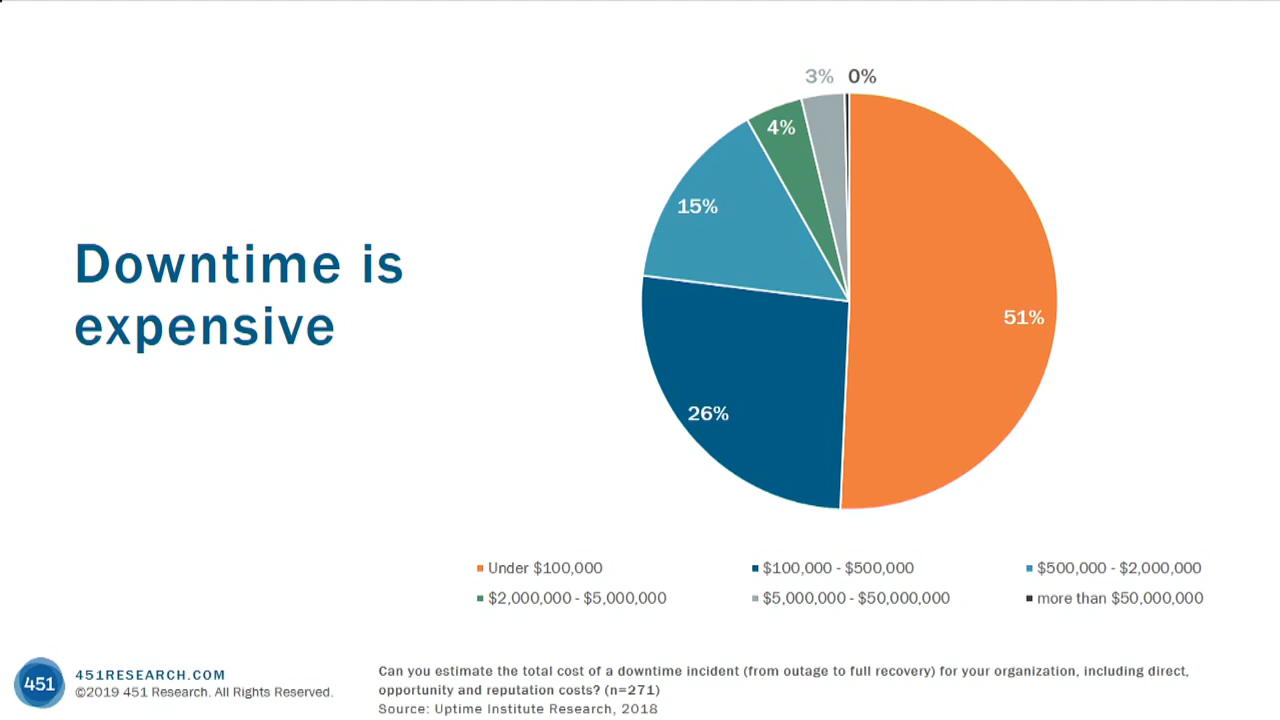 3% 0%
4%
15%
51%
26%
Downtime is
expensive
Under $100,000
$100,000 - $500,000
$500,000 - $2,000,000
$2,000,000 - $5,000,000
$5,000,000 - $50,000,000
more than $50,000,000
451
451RESEARCH.COM
©2019 451 Research. All Rights Reserved.
Can you estimate the total cost of a downtime incident (from outage to full recovery) for your organization, including direct,
opportunity and reputation costs? (n=271)
Source: Uptime Institute Research, 2018